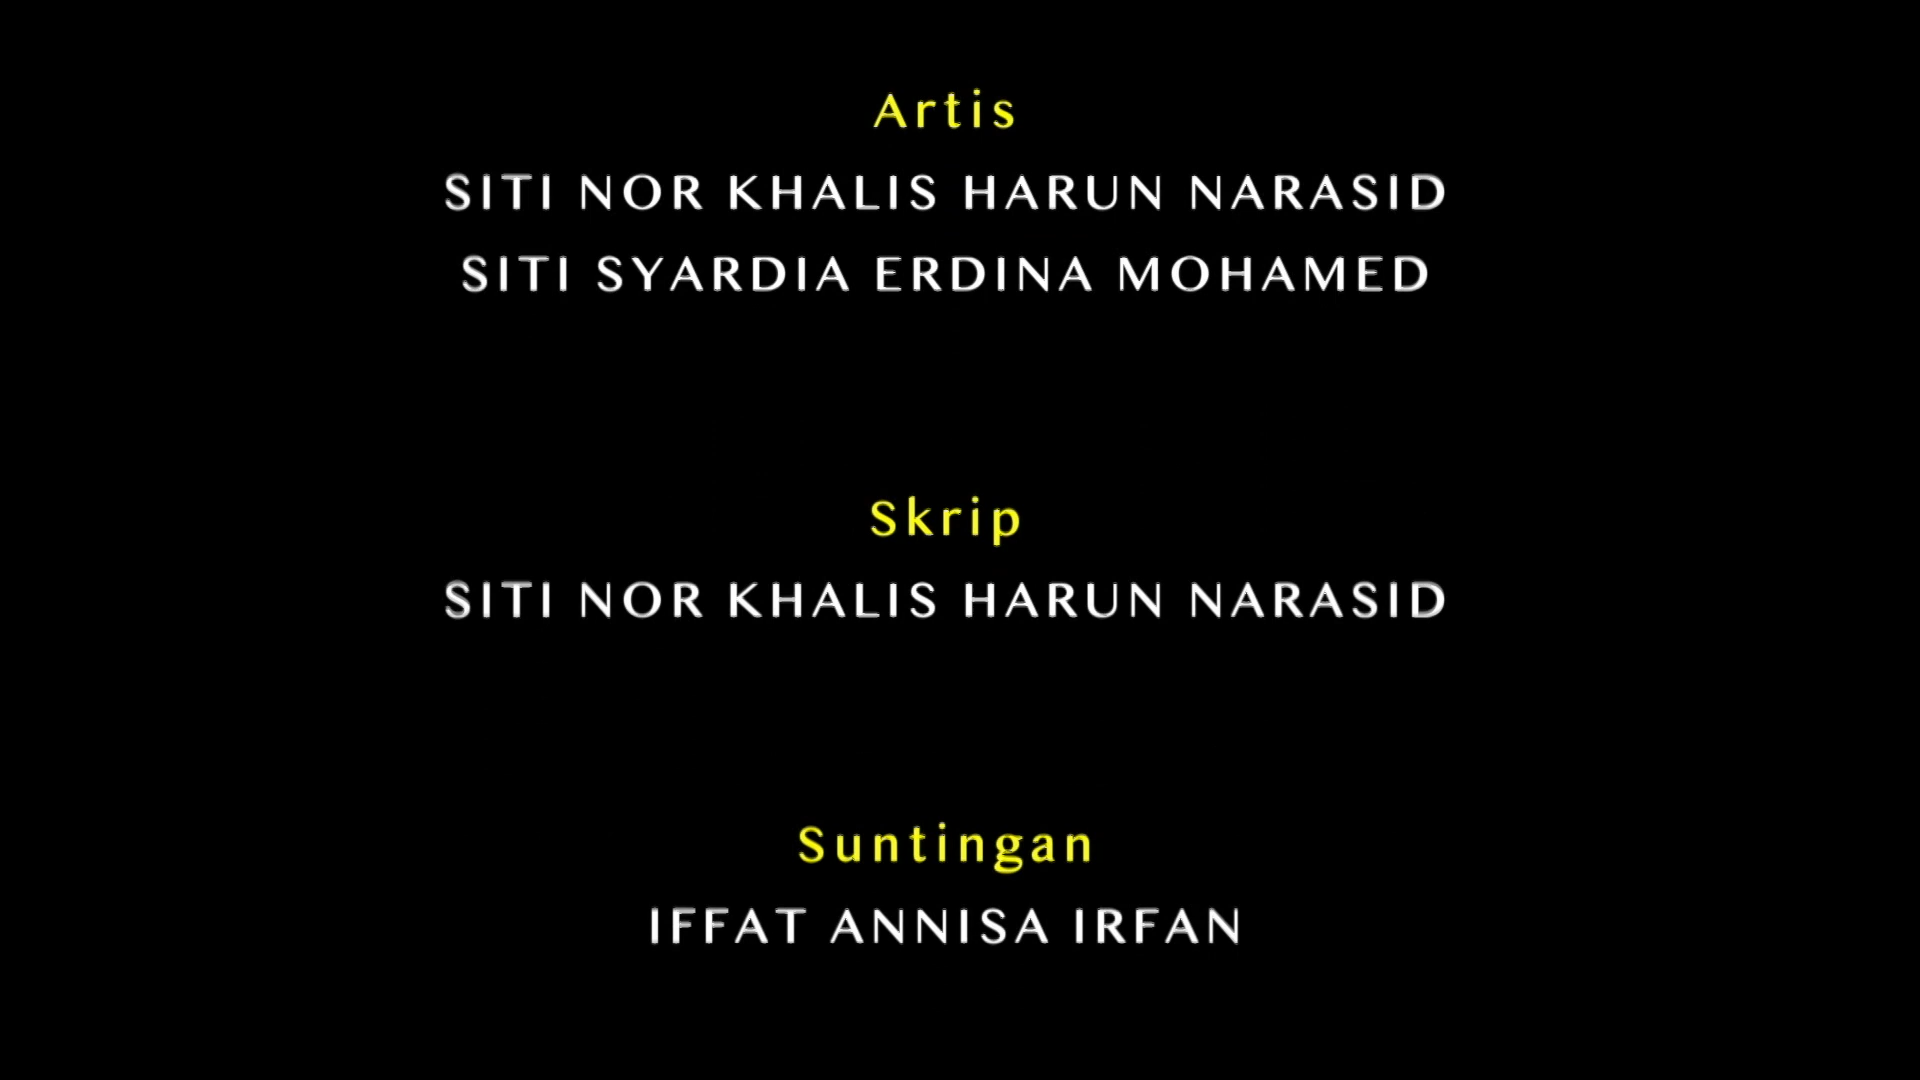 Artis
SITI NOR KHALIS HARUN NARASID
SITI SYARDIA ERDINA MOHAMED
Skrip
SITI NOR KHALIS HARUN NARASID
Suntingan
IFFAT ANNISA IRFAN